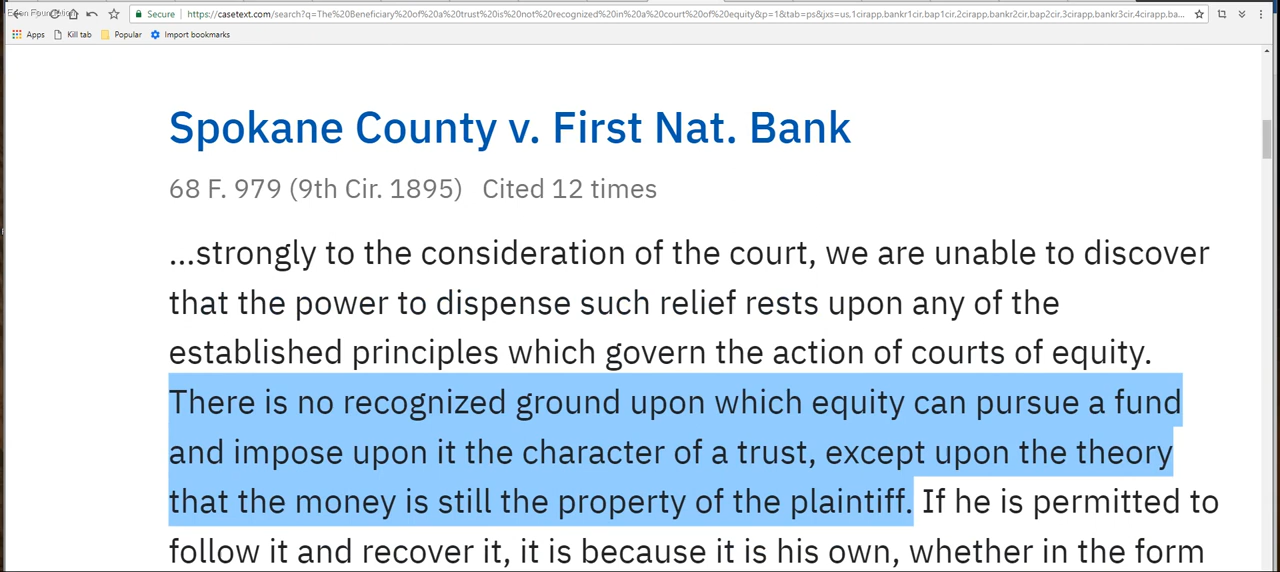 Secure
https://casetext.com/search?q=The%20Beneficiary%20of%20a%20trust%20is%20not%20recognized%20in%20a%20court%20of%20equity&p=1&tab=ps&jxs=us.1cirapp.bankr1cir.bap1cir.2cirapp.bankr2cir.bap2cir.3cirapp.bankr3cir.4cirapp.ba...
Apps Kill tab Popular Import bookmarks
Spokane County v. First Nat. Bank
68 F. 979 (9th Cir. 1895) Cited 12 times
...strongly to the consideration of the court, we are unable to discover
that the power to dispense such relief rests upon any of the
established principles which govern the action of courts of equity.
There is no recognized ground upon which equity can pursue a fund
and impose upon it the character of a trust, except upon the theory
that the money is still the property of the plaintiff. If he is permitted to
follow it and recover it, it is because it is his own, whether in the form